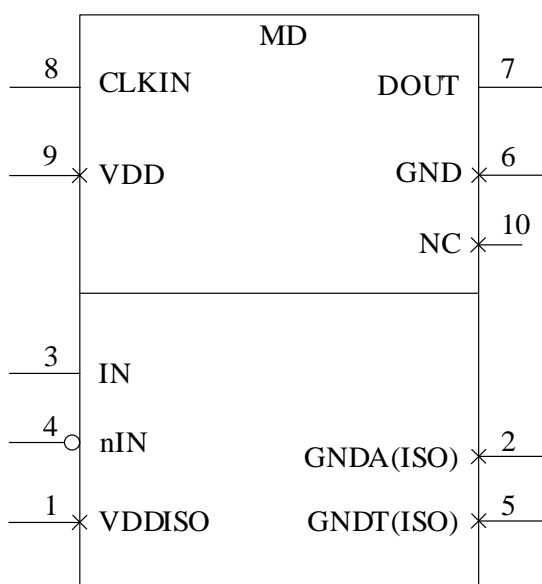 MD
8 CLKIN DOUT 7
9 VDD GND 6
NC 10
3 IN
4 nIN
GNDA(ISO) 2
1 VDDISO GNDT(ISO) 5